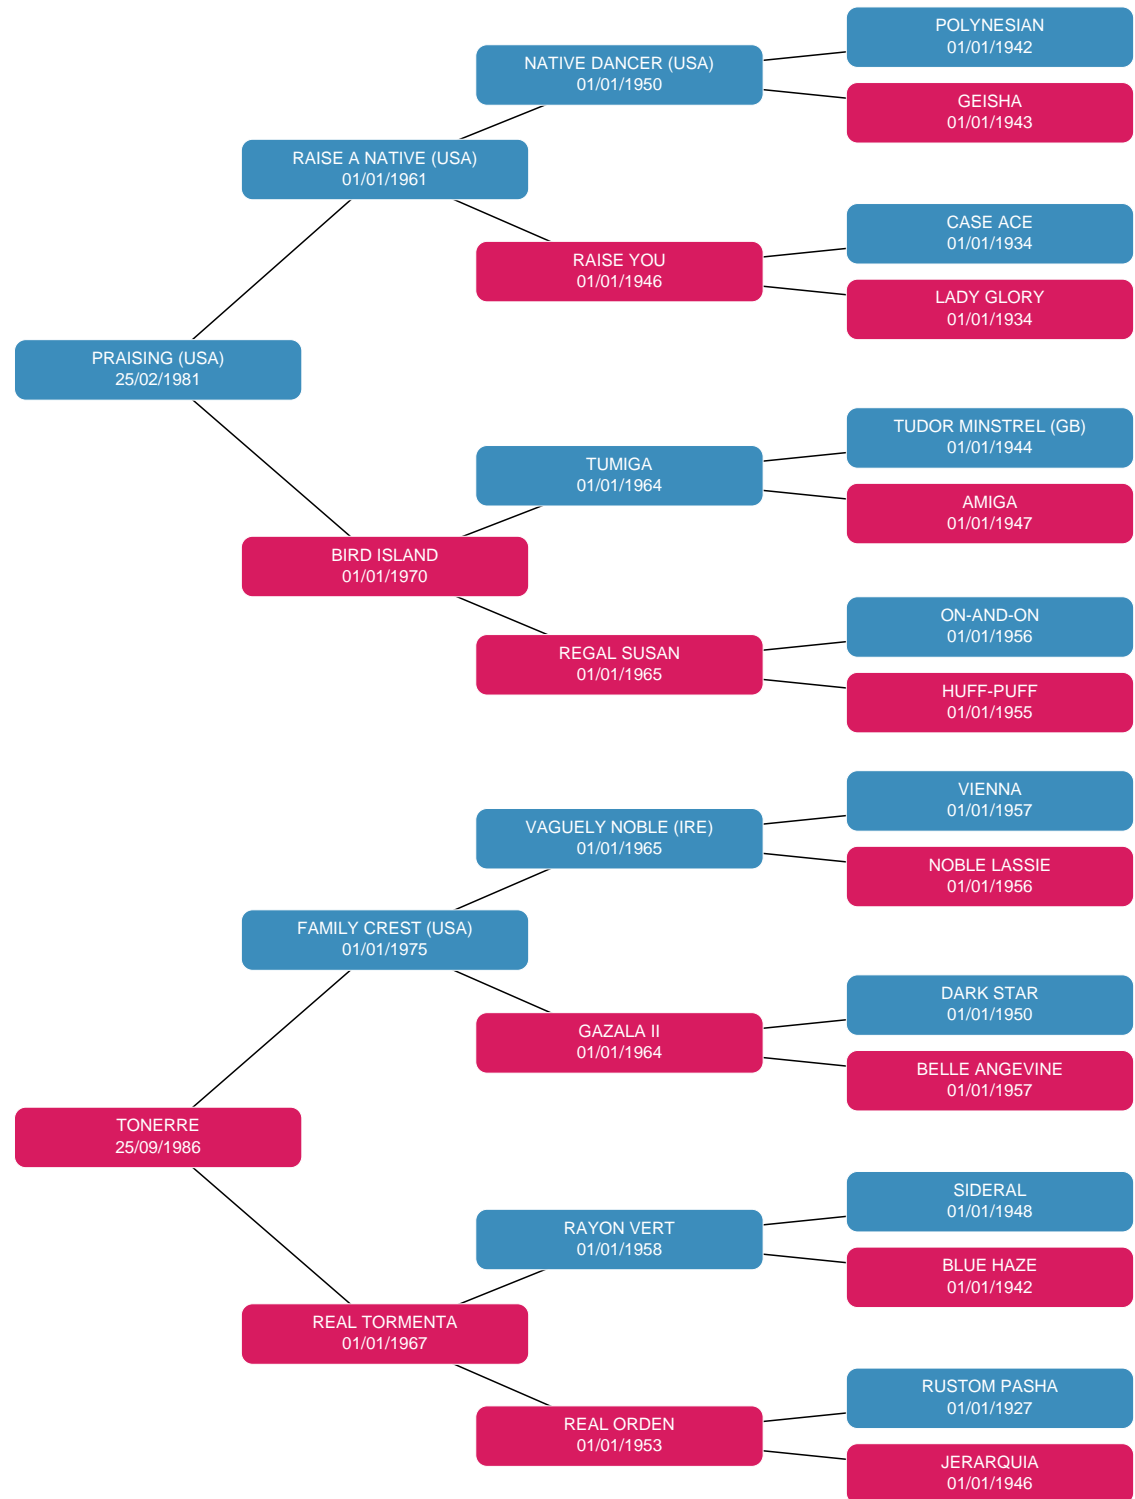 POLYNESIAN
01/01/1942
NATIVE DANCER (USA)
01/01/1950
GEISHA
01/01/1943
RAISE A NATIVE (USA)
01/01/1961
CASE ACE
01/01/1934
RAISE YOU
01/01/1946
LADY GLORY
01/01/1934
PRAISING (USA)
25/02/1981
TUDOR MINSTREL (GB)
01/01/1944
TUMIGA
01/01/1964
AMIGA
01/01/1947
BIRD ISLAND
01/01/1970
ON-AND-ON
01/01/1956
REGAL SUSAN
01/01/1965
HUFF-PUFF
01/01/1955
VIENNA
01/01/1957
VAGUELY NOBLE (IRE)
01/01/1965
NOBLE LASSIE
01/01/1956
FAMILY CREST (USA)
01/01/1975
DARK STAR
01/01/1950
GAZALA II
01/01/1964
BELLE ANGEVINE
01/01/1957
TONERRE
25/09/1986
SIDERAL
01/01/1948
RAYON VERT
01/01/1958
BLUE HAZE
01/01/1942
REAL TORMENTA
01/01/1967
RUSTOM PASHA
01/01/1927
REAL ORDEN
01/01/1953
JERARQUIA
01/01/1946